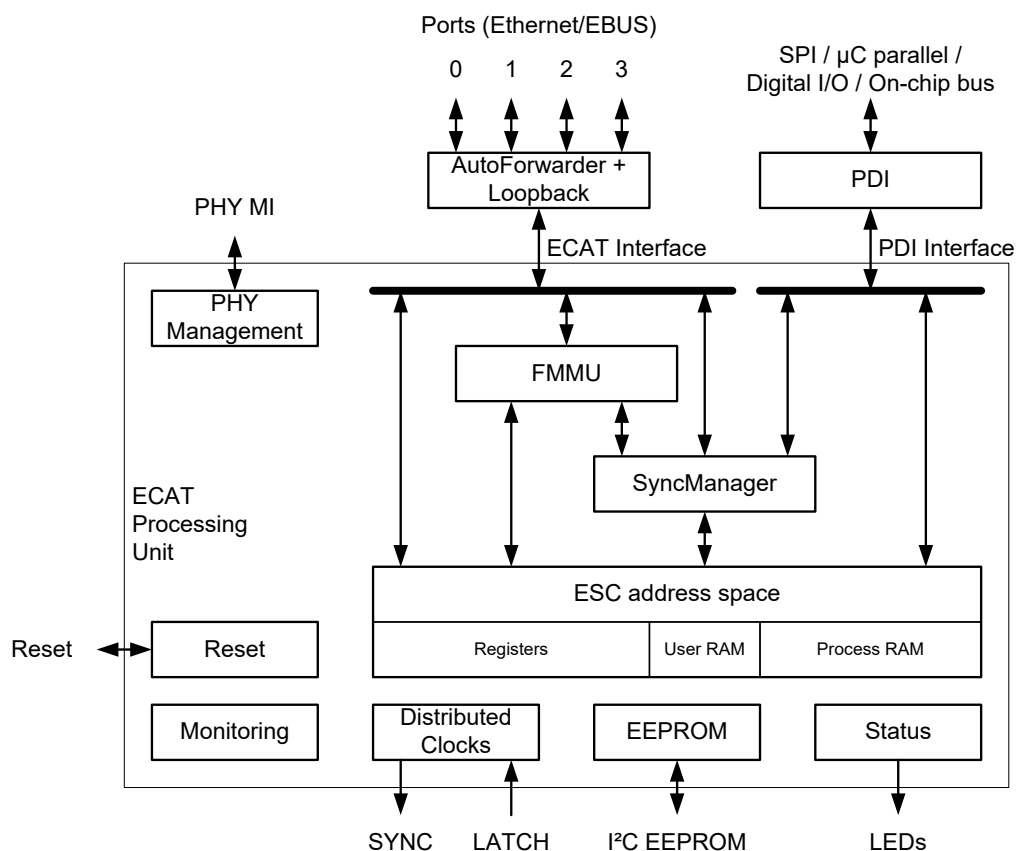 Ports (Ethernet/EBUS)
0 1 2 3
SPI / µC parallel /
Digital I/O / On-chip bus
AutoForwarder +
Loopback
PDI
PHY MI
ECAT Interface
PDI Interface
PHY
Management
FMMU
SyncManager
ECAT
Processing
Unit
ESC address space
Reset
Reset
Registers
User RAM
Process RAM
Monitoring
Distributed
Clocks
EEPROM
Status
SYNC
LATCH
I²C EEPROM
LEDs